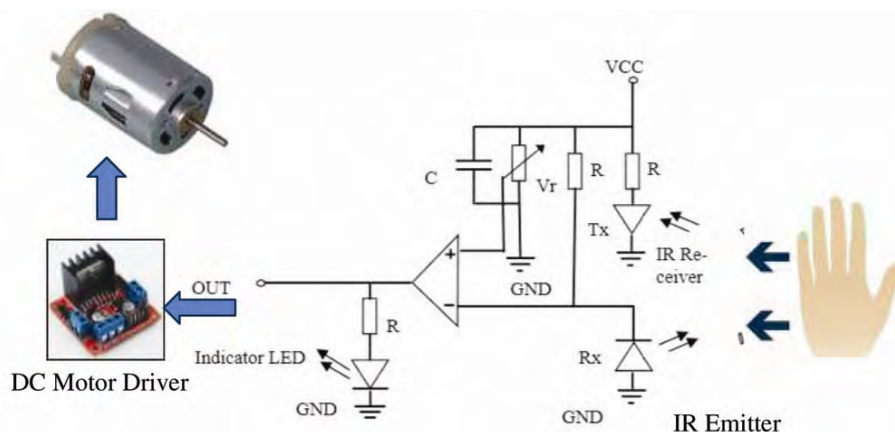 VCC
C
Vr
R
R
Tx
IR Re-
ceiver
+
GND
OUT
−
R
Rx
Indicator LED
DC Motor Driver
GND
GND
IR Emitter